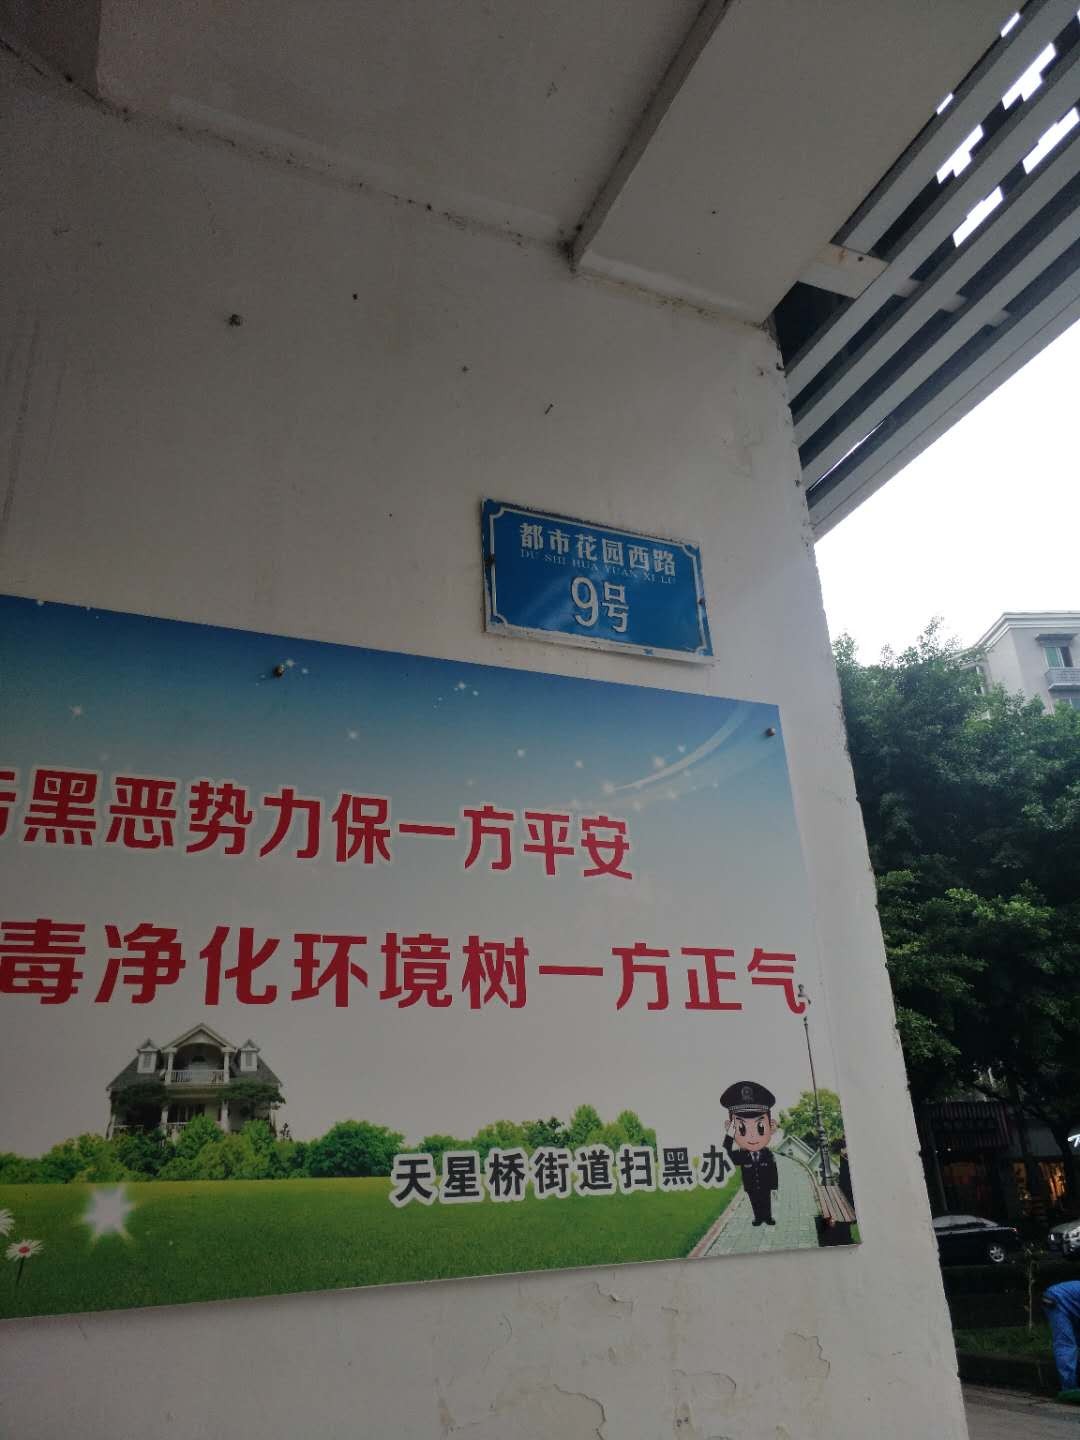 都市花园西路
DU SHI HUA YUAN XI LU
9号
黑恶势力保一方平安
毒净化环境树一方正气
天星桥街道扫黑办